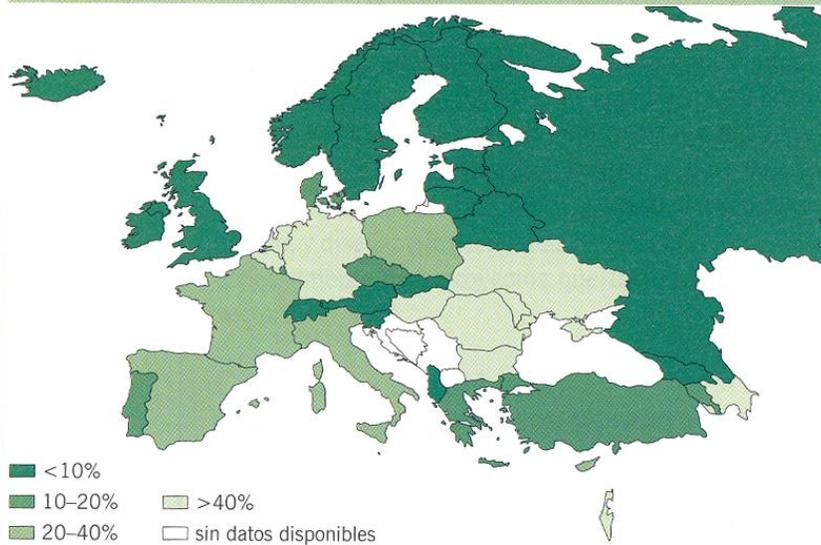 <10%
10–20%
20–40%
>40%
sin datos disponibles